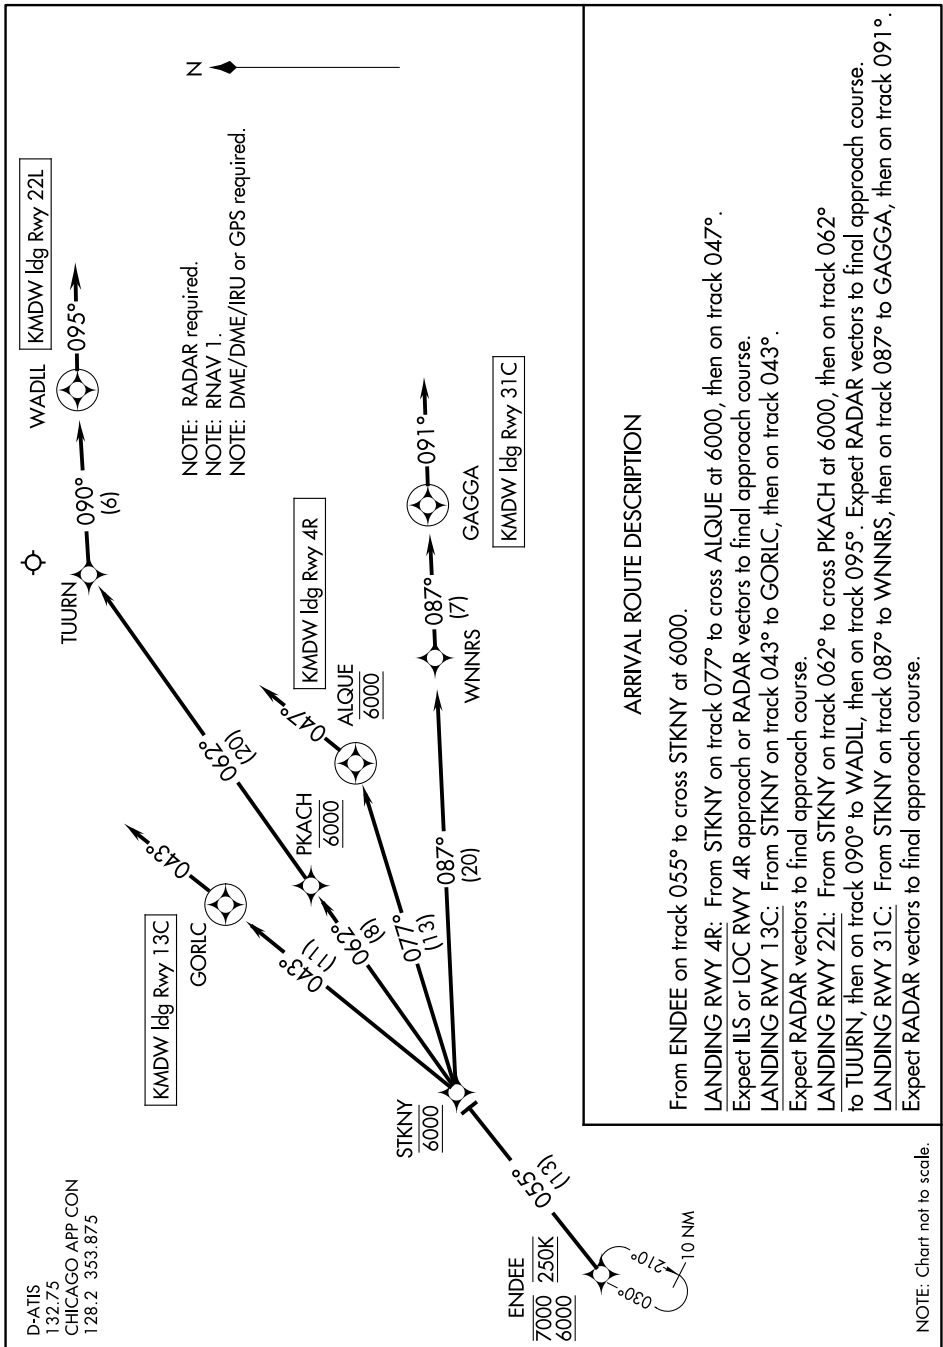 D-ATIS
132.75
CHICAGO APP CON
128.2 353.875
N
NOTE: RADAR required.
NOTE: RNAV 1.
NOTE: DME/DME/IRU or GPS required.
KMDW ldg Rwy 22L
WADLL
095°
090°
(6)
TUURN
062°
(20)
KMDW ldg Rwy 13C
GORLC
043°
043°
(11)
PKACH
6000
062°
(8)
KMDW ldg Rwy 4R
ALQUE
6000
047°
077°
(13)
KMDW ldg Rwy 31C
GAGGA
091°
087°
(7)
WNNRS
087°
(20)
STKNY
6000
055°
(13)
ENDEE
7000 250K
6000
030°
210°
10 NM
NOTE: Chart not to scale.
ARRIVAL ROUTE DESCRIPTION
From ENDEE on track 055° to cross STKNY at 6000.
LANDING RWY 4R: From STKNY on track 077° to cross ALQUE at 6000, then on track 047°.
Expect ILS or LOC RWY 4R approach or RADAR vectors to final approach course.
LANDING RWY 13C: From STKNY on track 043° to GORLC, then on track 043°.
Expect RADAR vectors to final approach course.
LANDING RWY 22L: From STKNY on track 062° to cross PKACH at 6000, then on track 062°
to TUURN, then on track 090° to WADLL, then on track 095°. Expect RADAR vectors to final approach course.
LANDING RWY 31C: From STKNY on track 087° to WNNRS, then on track 087° to GAGGA, then on track 091°.
Expect RADAR vectors to final approach course.